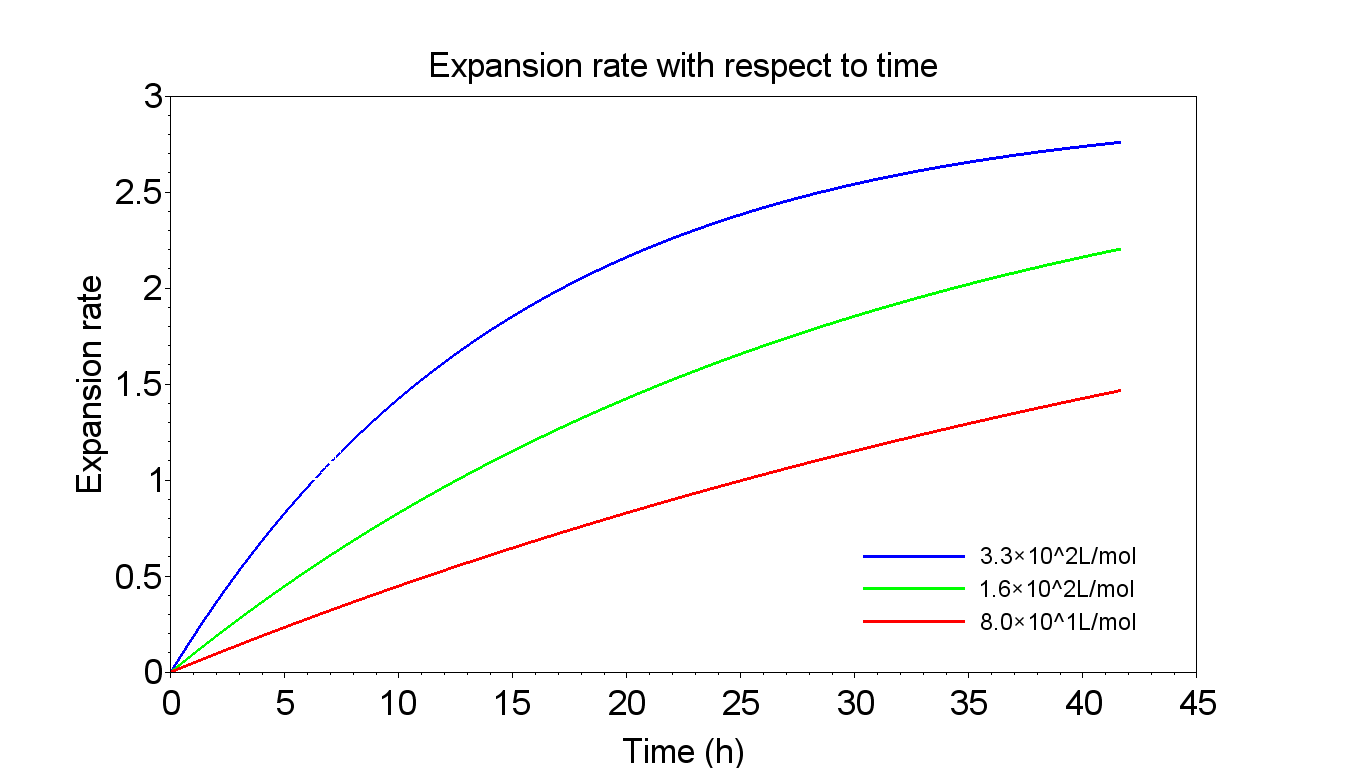 Expansion rate with respect to time
3
2.5
2
1.5
1
0.5
0
Expansion rate
0 5 10 15 20 25 30 35 40 45
Time (h)
3.3×10^2L/mol
1.6×10^2L/mol
8.0×10^1L/mol